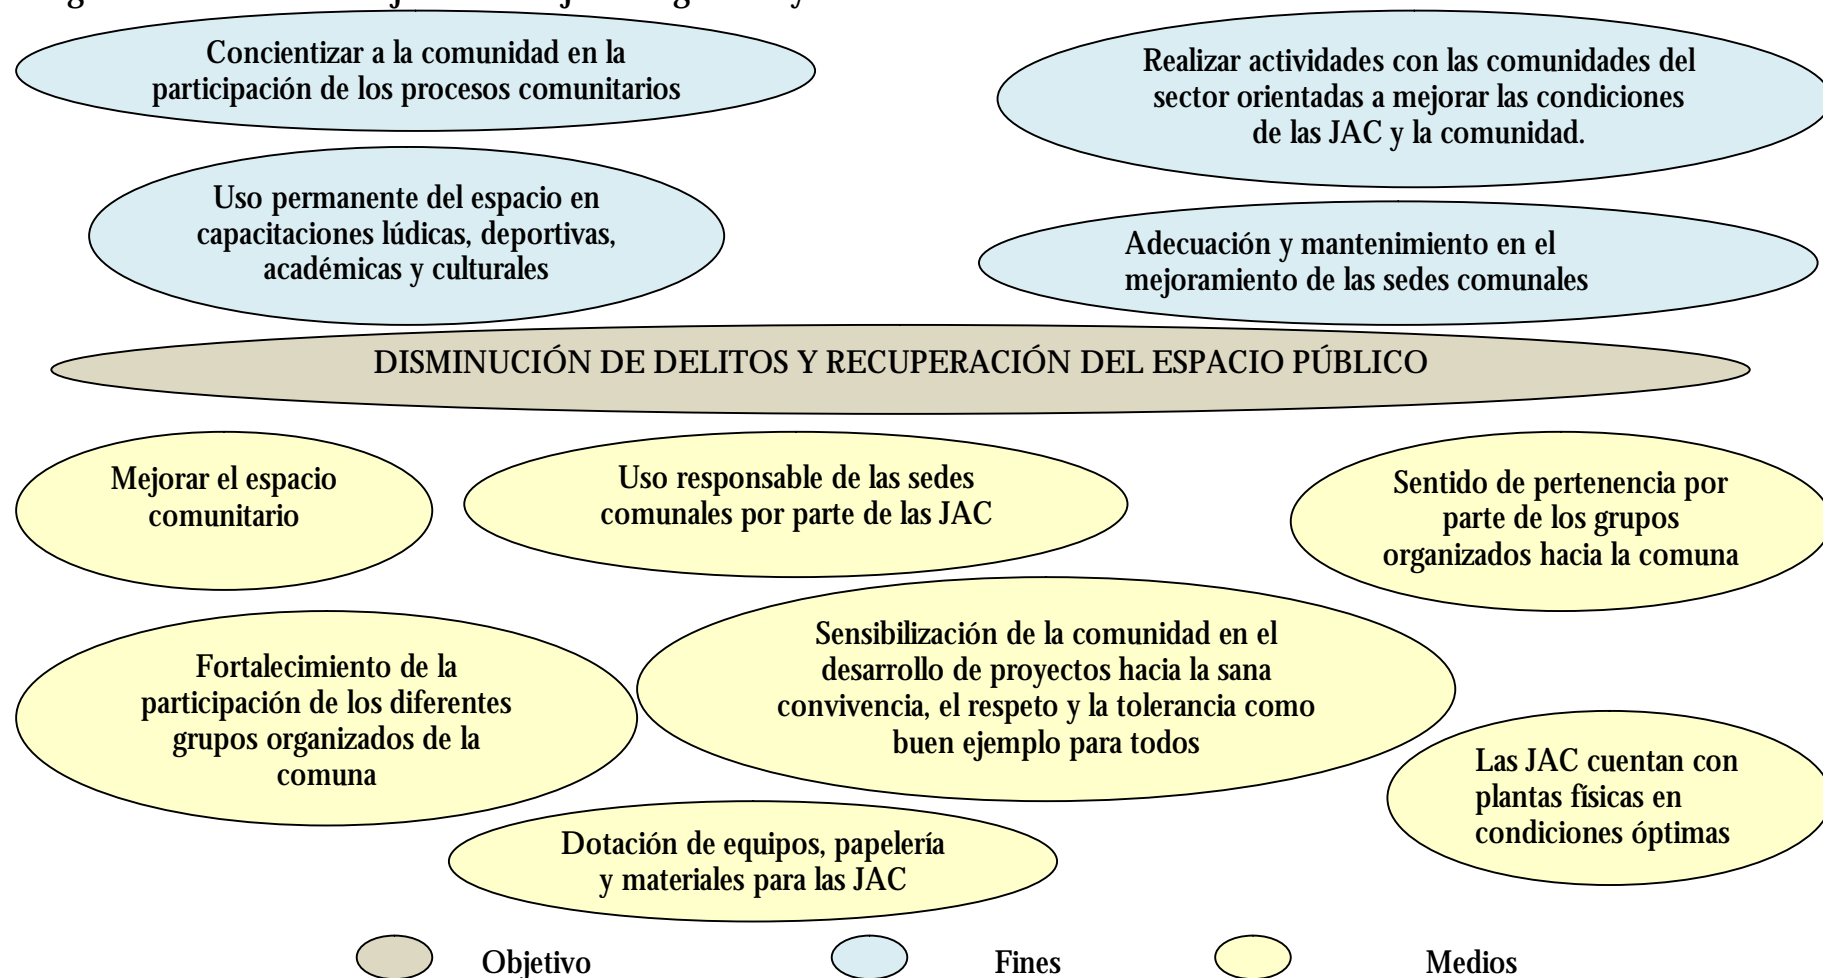 Concientizar a la comunidad en la
participación de los procesos comunitarios
Realizar actividades con las comunidades del
sector orientadas a mejorar las condiciones
de las JAC y la comunidad.
Uso permanente del espacio en
capacitaciones lúdicas, deportivas,
académicas y culturales
Adecuación y mantenimiento en el
mejoramiento de las sedes comunales
DISMINUCIÓN DE DELITOS Y RECUPERACIÓN DEL ESPACIO PÚBLICO
Mejorar el espacio
comunitario
Uso responsable de las sedes
comunales por parte de las JAC
Sentido de pertenencia por
parte de los grupos
organizados hacia la comuna
Fortalecimiento de la
participación de los diferentes
grupos organizados de la
comuna
Sensibilización de la comunidad en el
desarrollo de proyectos hacia la sana
convivencia, el respeto y la tolerancia como
buen ejemplo para todos
Las JAC cuentan con
plantas físicas en
condiciones óptimas
Dotación de equipos, papelería
y materiales para las JAC
Objetivo
Fines
Medios